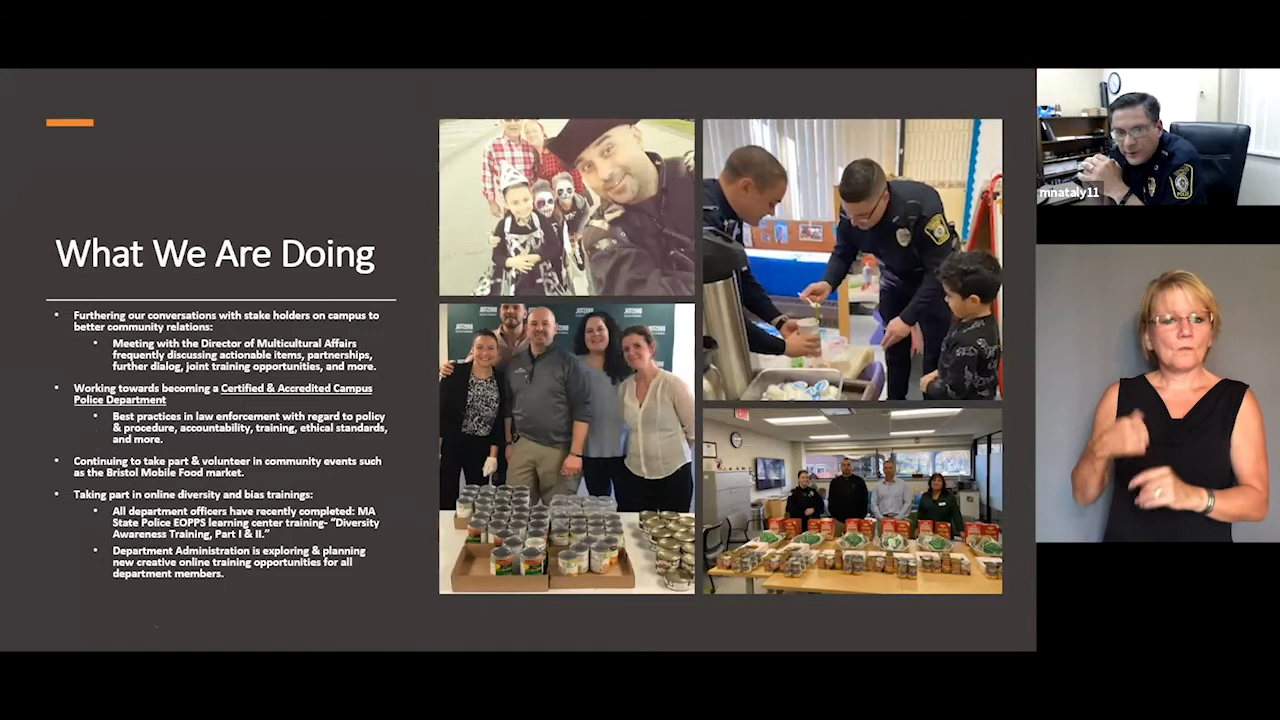 What We Are Doing
• Furthering our conversations with stake holders on campus to
better community relations:
• Meeting with the Director of Multicultural Affairs
frequently discussing actionable items, partnerships,
further dialog, joint training opportunities, and more.
• Working towards becoming a Certified & Accredited Campus
Police Department
• Best practices in law enforcement with regard to policy
& procedure, accountability, training, ethical standards,
and more.
• Continuing to take part & volunteer in community events such
as the Bristol Mobile Food market.
• Taking part in online diversity and bias trainings:
• All department officers have recently completed: MA
State Police EOPPS learning center training- “Diversity
Awareness Training, Part I & II.”
• Department Administration is exploring & planning
new creative online training opportunities for all
department members.
mnataly11